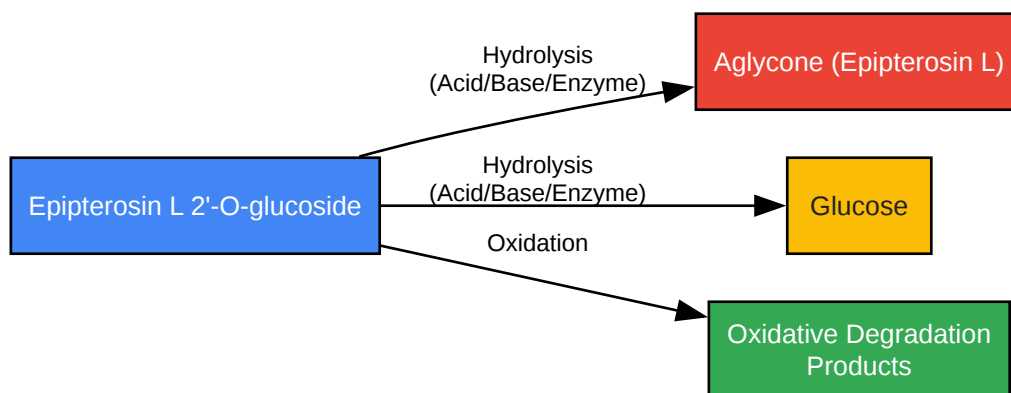 Hydrolysis
(Acid/Base/Enzyme)
Aglycone (Epipterosin L)
Epipterosin L 2'-O-glucoside
Hydrolysis
(Acid/Base/Enzyme)
Glucose
Oxidation
Oxidative Degradation
Products